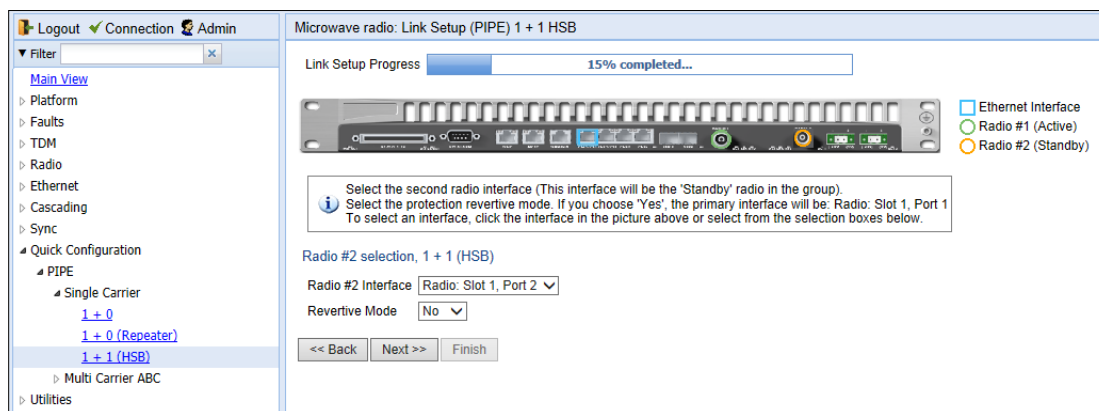 Logout Connection Admin
Filter
Main View
Platform
Faults
TDM
Radio
Ethernet
Cascading
Sync
Quick Configuration
PIPE
Single Carrier
1 + 0
1 + 0 (Repeater)
1 + 1 (HSB)
Multi Carrier ABC
Utilities
Microwave radio: Link Setup (PIPE) 1 + 1 HSB
Link Setup Progress 15% completed...
Ethernet Interface
Radio #1 (Active)
Radio #2 (Standby)
Select the second radio interface (This interface will be the 'Standby' radio in the group).
Select the protection revertive mode. If you choose 'Yes', the primary interface will be: Radio: Slot 1, Port 1
To select an interface, click the interface in the picture above or select from the selection boxes below.
Radio #2 selection, 1 + 1 (HSB)
Radio #2 Interface Radio: Slot 1, Port 2
Revertive Mode No
<< Back Next >> Finish